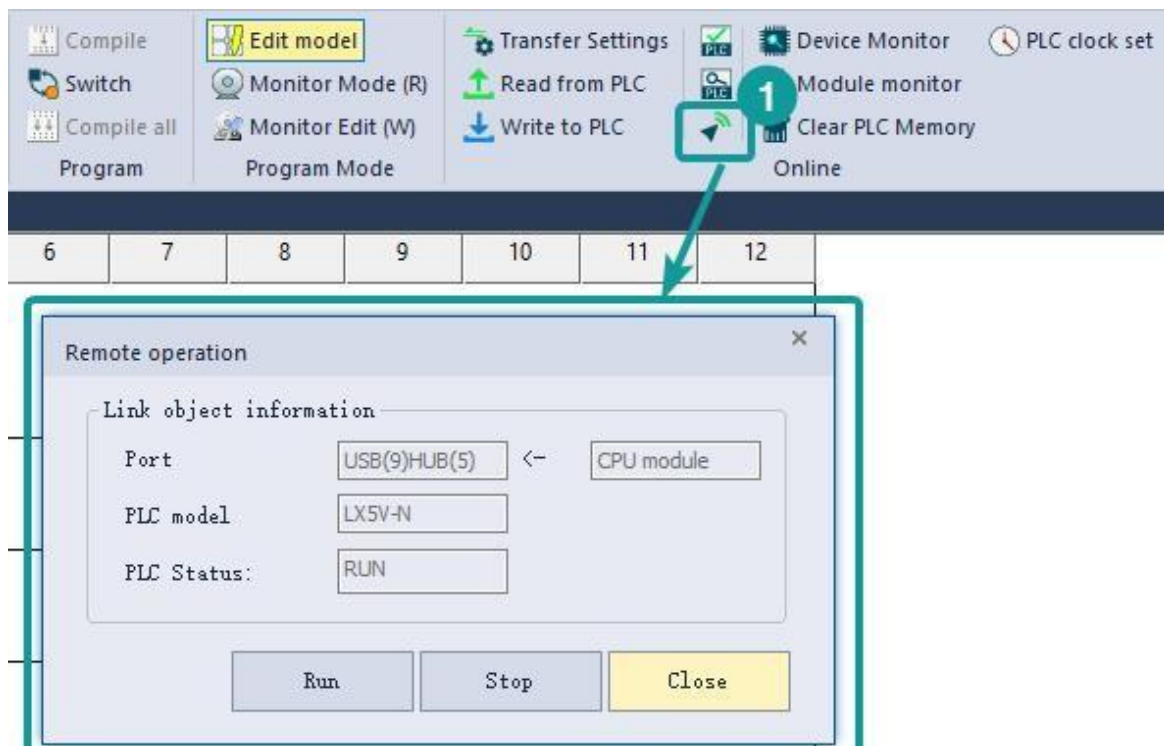 Compile Edit model Transfer Settings PLC Device Monitor PLC clock set
Switch Monitor Mode (R) Read from PLC PLC 1 Module monitor
Compile all Monitor Edit (W) Write to PLC Clear PLC Memory
Program Program Mode Online
6 7 8 9 10 11 12
Remote operation
Link object information
Port USB(9)HUB(5) <- CPU module
PLC model LX5V-N
PLC Status: RUN
Run Stop Close